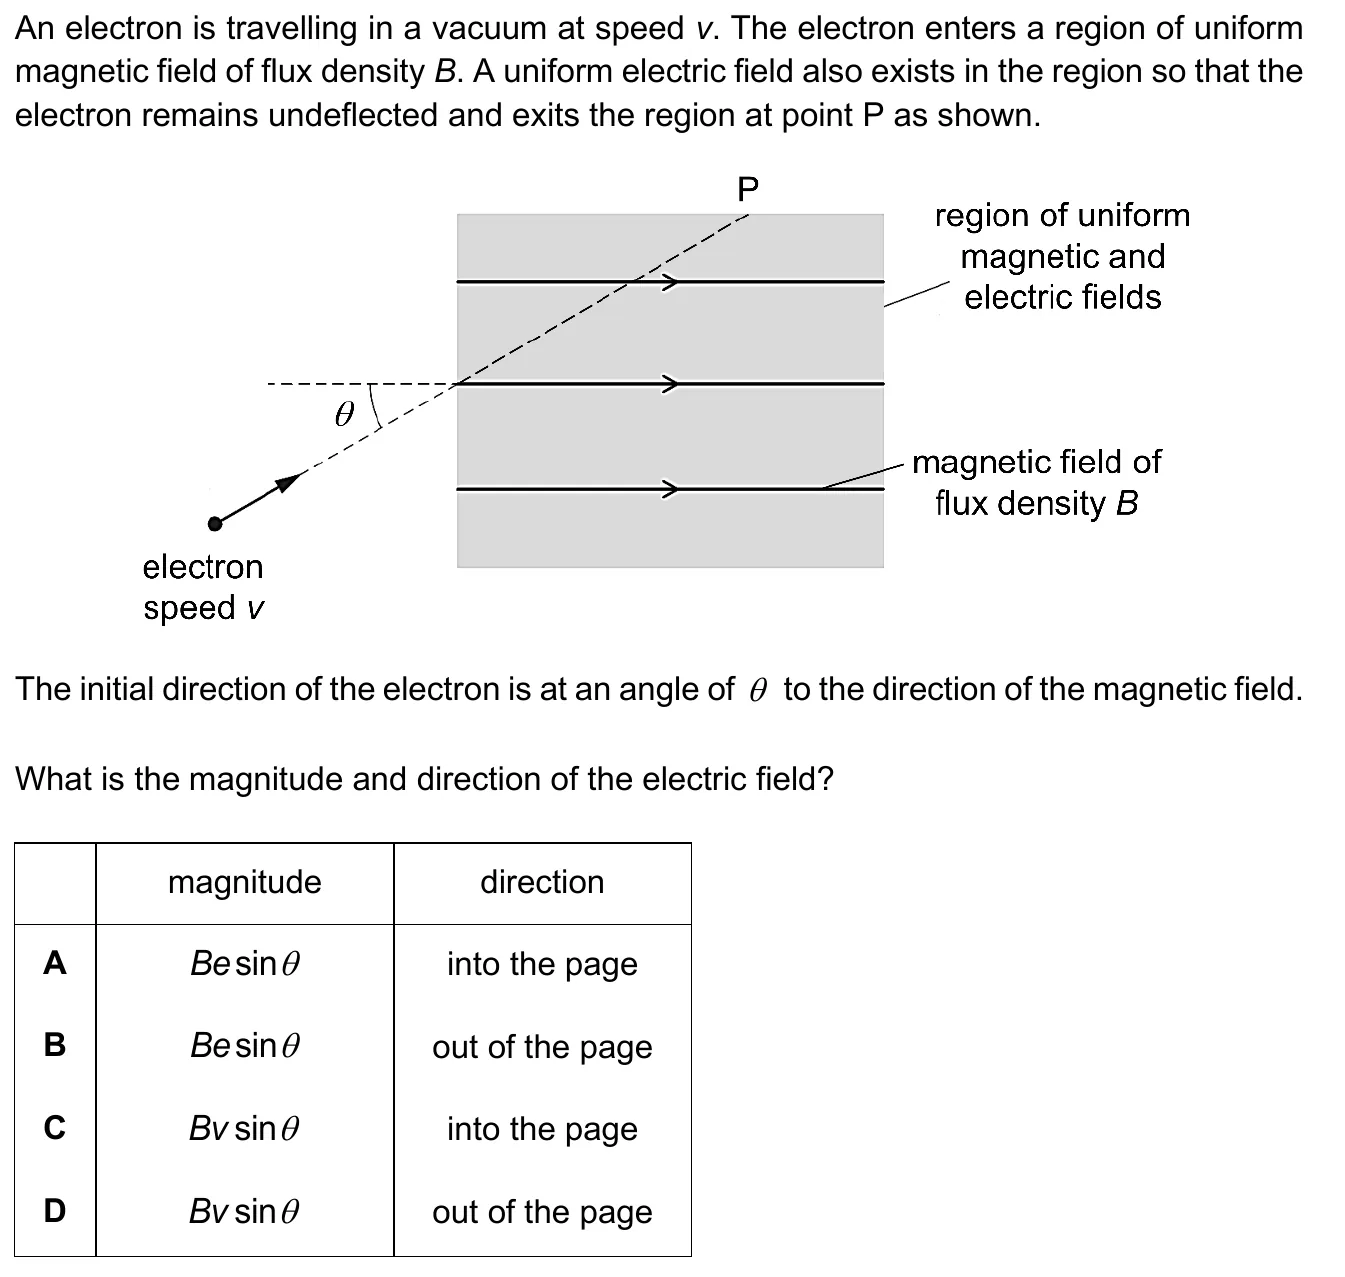 An electron is travelling in a vacuum at speed v. The electron enters a region of uniform
magnetic field of flux density B. A uniform electric field also exists in the region so that the
electron remains undeflected and exits the region at point P as shown.
P
region of uniform
magnetic and
electric fields
θ
magnetic field of
flux density B
electron
speed v
The initial direction of the electron is at an angle of θ to the direction of the magnetic field.
What is the magnitude and direction of the electric field?
magnitude direction
A Be sin θ into the page
B Be sin θ out of the page
C Bv sin θ into the page
D Bv sin θ out of the page